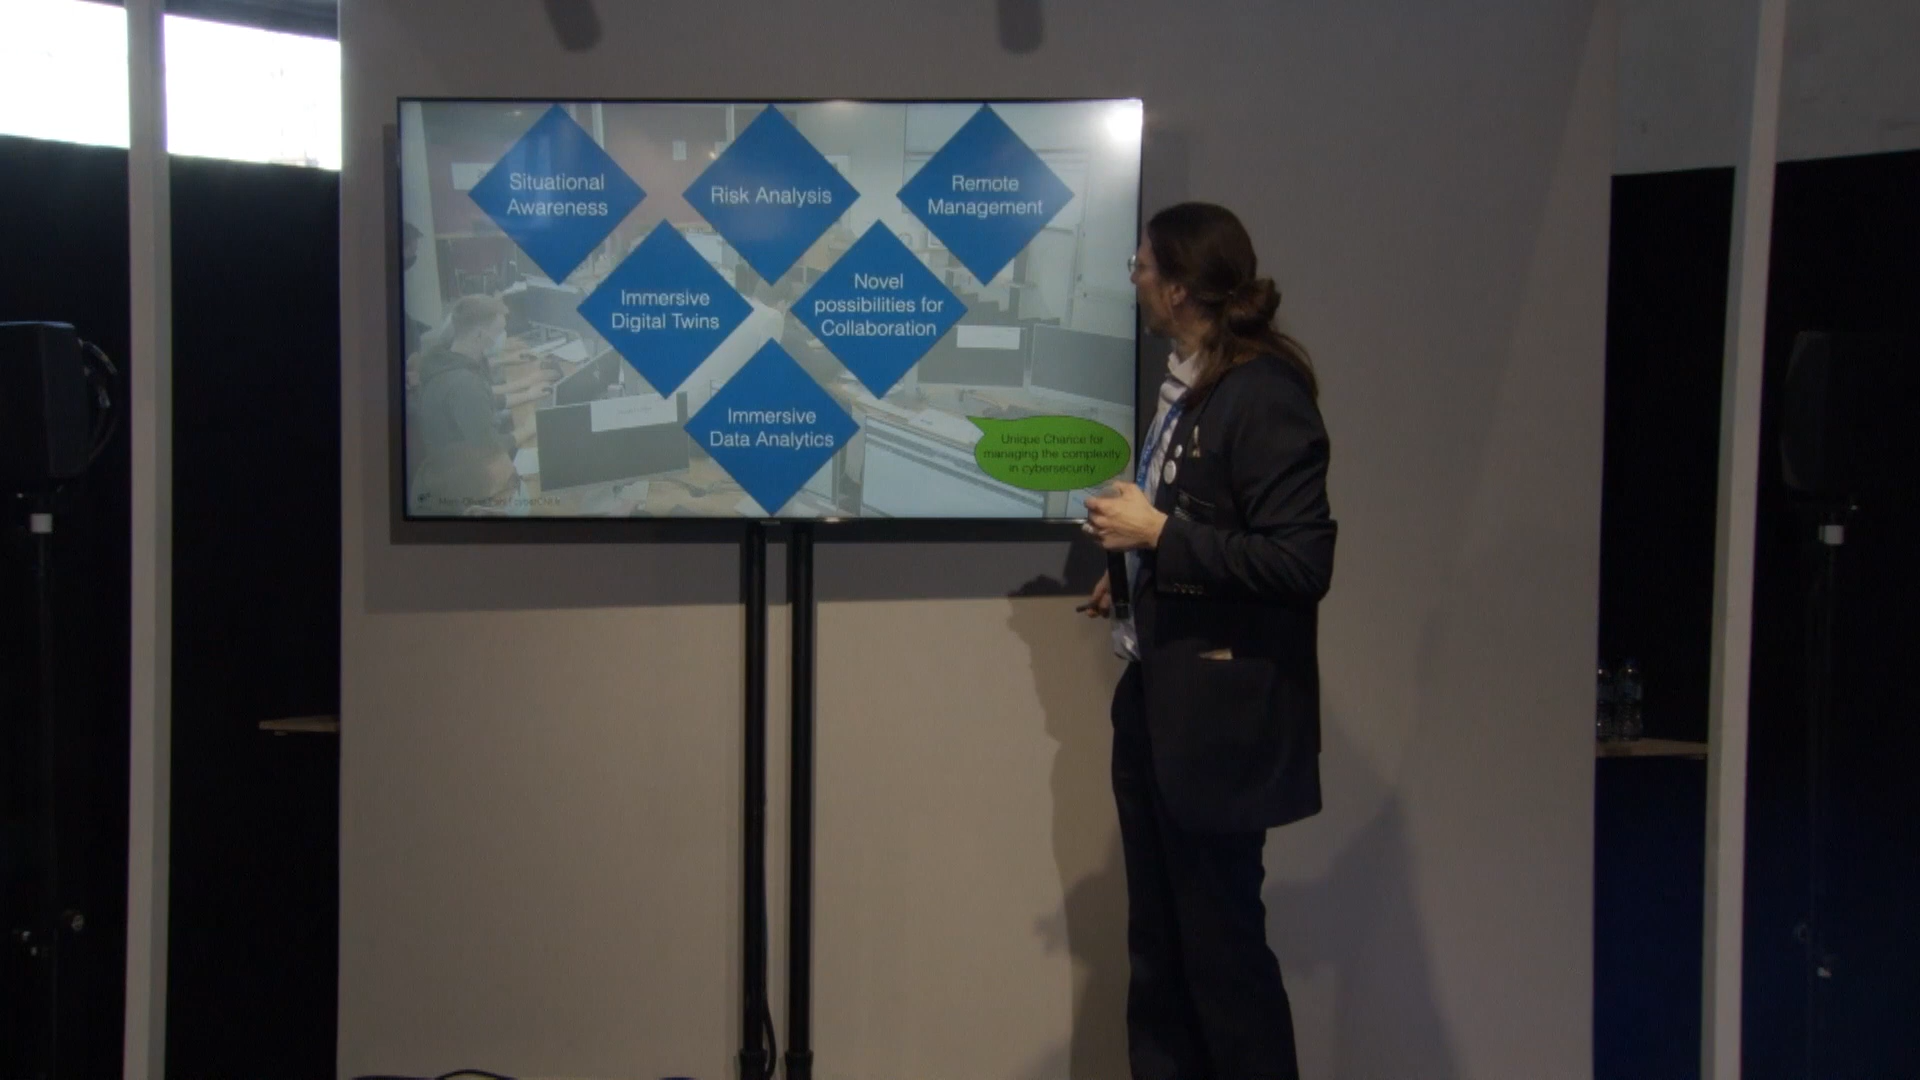 Situational
Awareness
Risk Analysis
Remote
Management
Immersive
Digital Twins
Novel
possibilities for
Collaboration
Immersive
Data Analytics
Unique Chance for
managing the complexity
in cybersecurity